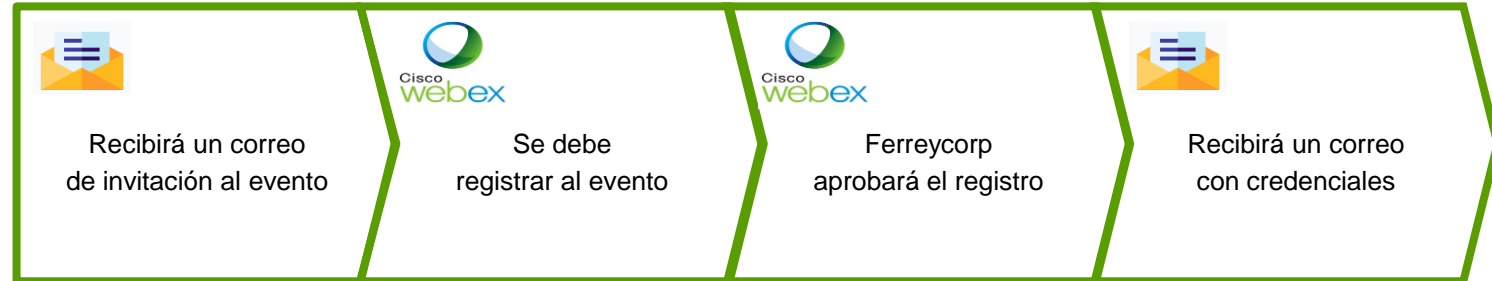 Recibirá un correo
de invitación al evento
Cisco
webex
Se debe
registrar al evento
Cisco
webex
Ferreycorp
aprobará el registro
Recibirá un correo
con credenciales